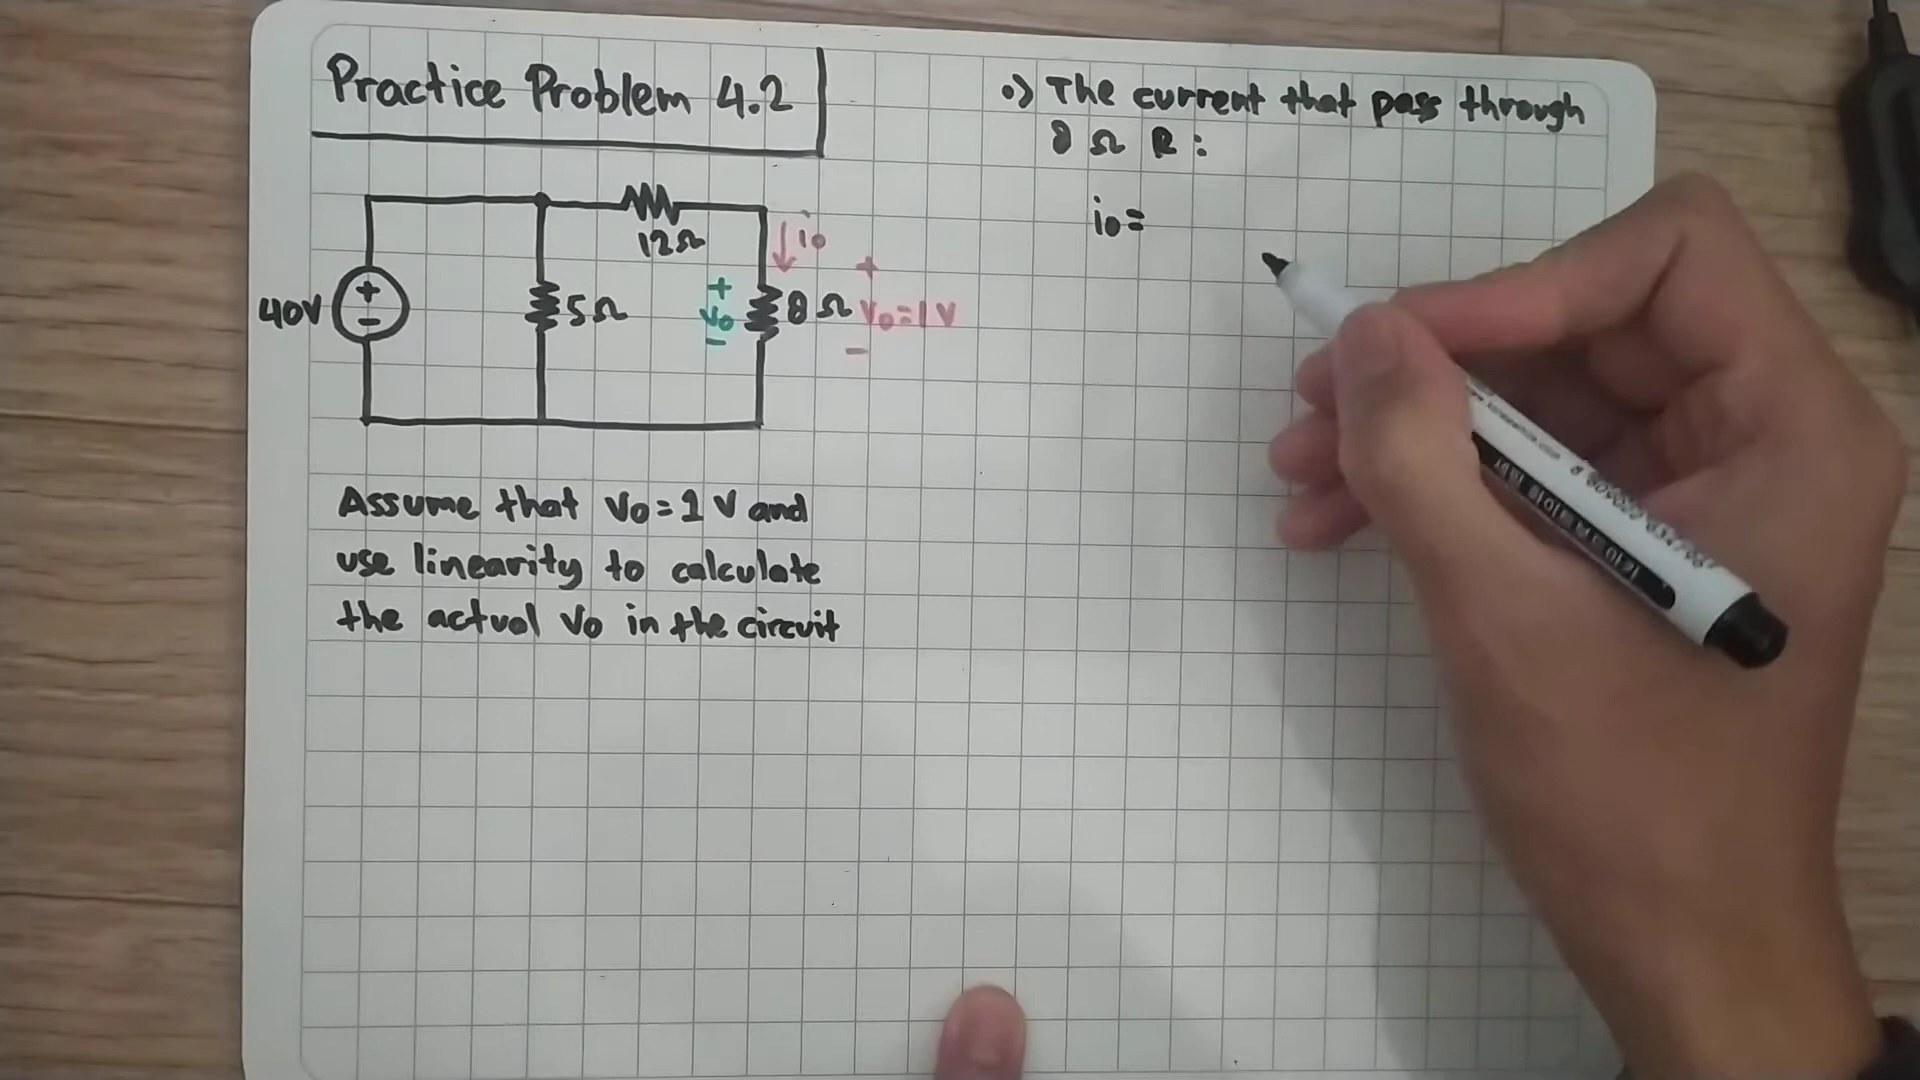 Practice Problem 4.2
12Ω
io
40V
+
-
5Ω
+
Vo
-
8Ω
+
Vo=1V
-
Assume that Vo=1 V and
use linearity to calculate
the actual Vo in the circuit
•) The current that pass through
8 Ω R:
io=